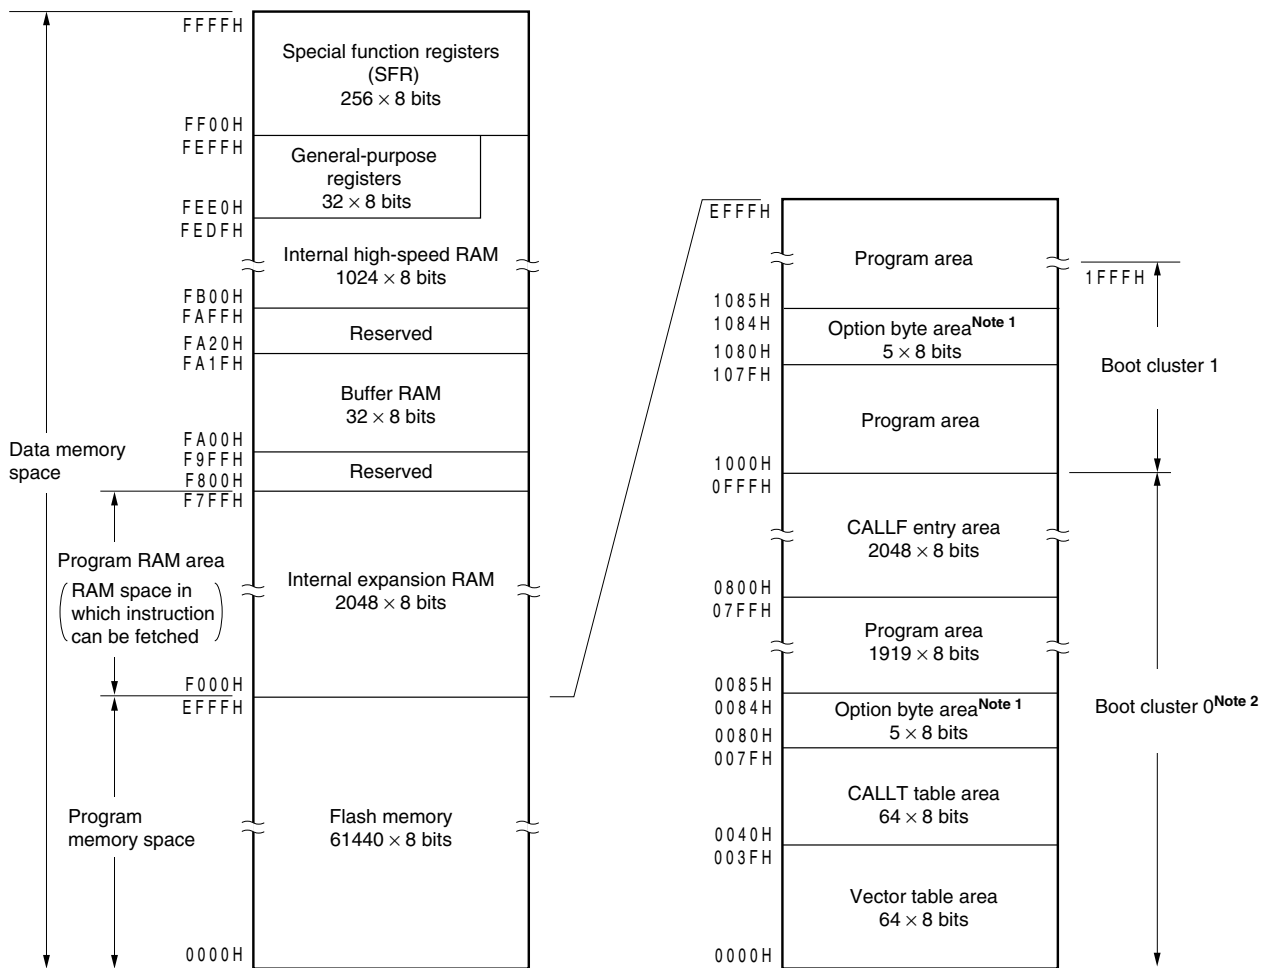 FFFFH
Special function registers
(SFR)
256 × 8 bits
FF00H
FEFFH
General-purpose
registers
32 × 8 bits
FEE0H
FEDFH
Internal high-speed RAM
1024 × 8 bits
FB00H
FAFFH
Reserved
FA20H
FA1FH
Buffer RAM
32 × 8 bits
FA00H
F9FFH
Reserved
F800H
F7FFH
Data memory
space
Program RAM area
RAM space in
which instruction
can be fetched
Internal expansion RAM
2048 × 8 bits
F000H
EFFFH
Program
memory space
Flash memory
61440 × 8 bits
0000H
EFFFH
Program area
1FFFH
1085H
1084H
Option byte area Note 1
5 × 8 bits
1080H
107FH
Boot cluster 1
Program area
1000H
0FFFH
CALLF entry area
2048 × 8 bits
0800H
07FFH
Program area
1919 × 8 bits
0085H
0084H
Option byte area Note 1
5 × 8 bits
Boot cluster 0 Note 2
0080H
007FH
CALLT table area
64 × 8 bits
0040H
003FH
Vector table area
64 × 8 bits
0000H